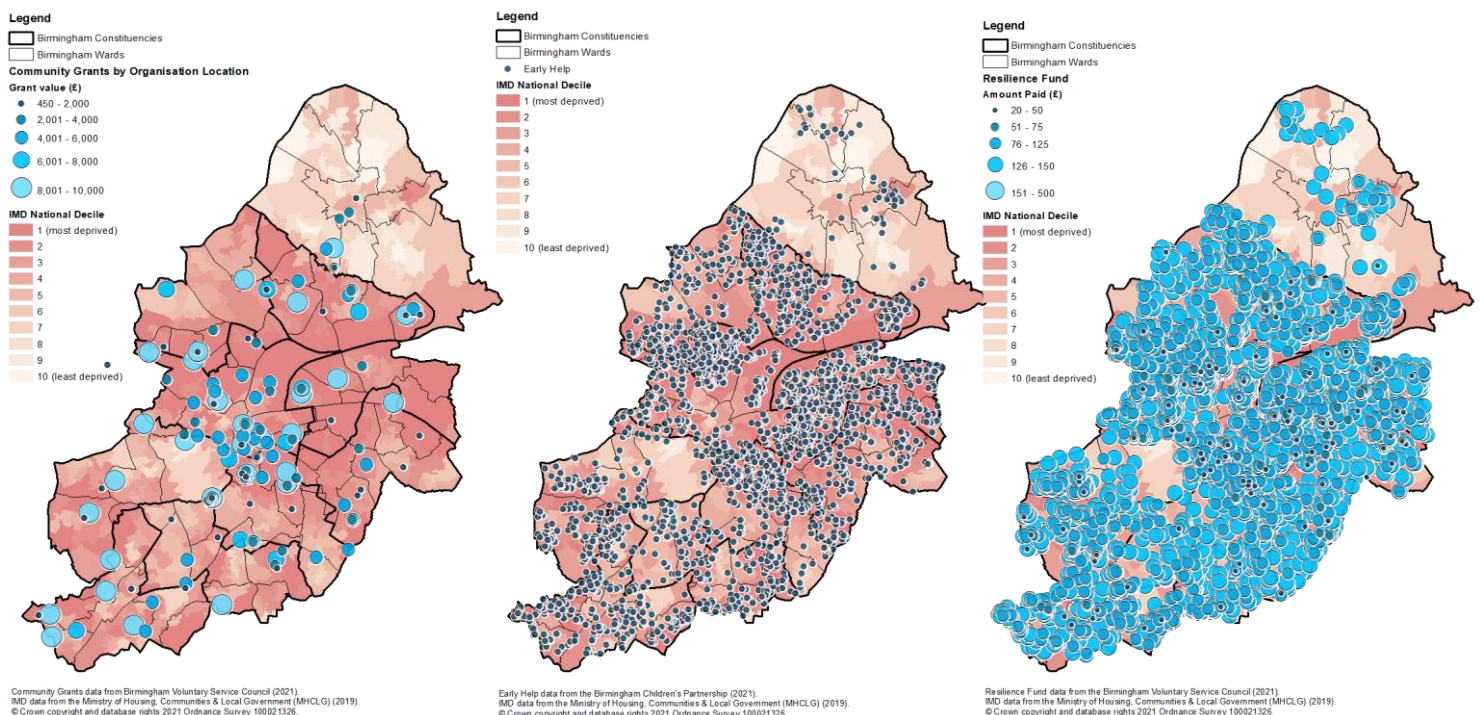 Legend
Birmingham Constituencies
Birmingham Wards
Community Grants by Organisation Location
Grant value (£)
450 - 2,000
2,001 - 4,000
4,001 - 6,000
6,001 - 8,000
8,001 - 10,000
IMD National Decile
1 (most deprived)
2
3
4
5
6
7
8
9
10 (least deprived)
Community Grants data from Birmingham Voluntary Service Council (2021).
IMD data from the Ministry of Housing, Communities & Local Government (MHCLG) (2019).
© Crown copyright and database rights 2021 Ordnance Survey 100021326.
Legend
Birmingham Constituencies
Birmingham Wards
Early Help
IMD National Decile
1 (most deprived)
2
3
4
5
6
7
8
9
10 (least deprived)
Early Help data from the Birmingham Children's Partnership (2021).
IMD data from the Ministry of Housing, Communities & Local Government (MHCLG) (2019).
© Crown copyright and database rights 2021 Ordnance Survey 100021326.
Legend
Birmingham Constituencies
Birmingham Wards
Resilience Fund
Amount Paid (£)
20 - 50
51 - 75
76 - 125
126 - 150
151 - 500
IMD National Decile
1 (most deprived)
2
3
4
5
6
7
8
9
10 (least deprived)
Resilience Fund data from the Birmingham Voluntary Service Council (2021).
IMD data from the Ministry of Housing, Communities & Local Government (MHCLG) (2019).
© Crown copyright and database rights 2021 Ordnance Survey 100021326.